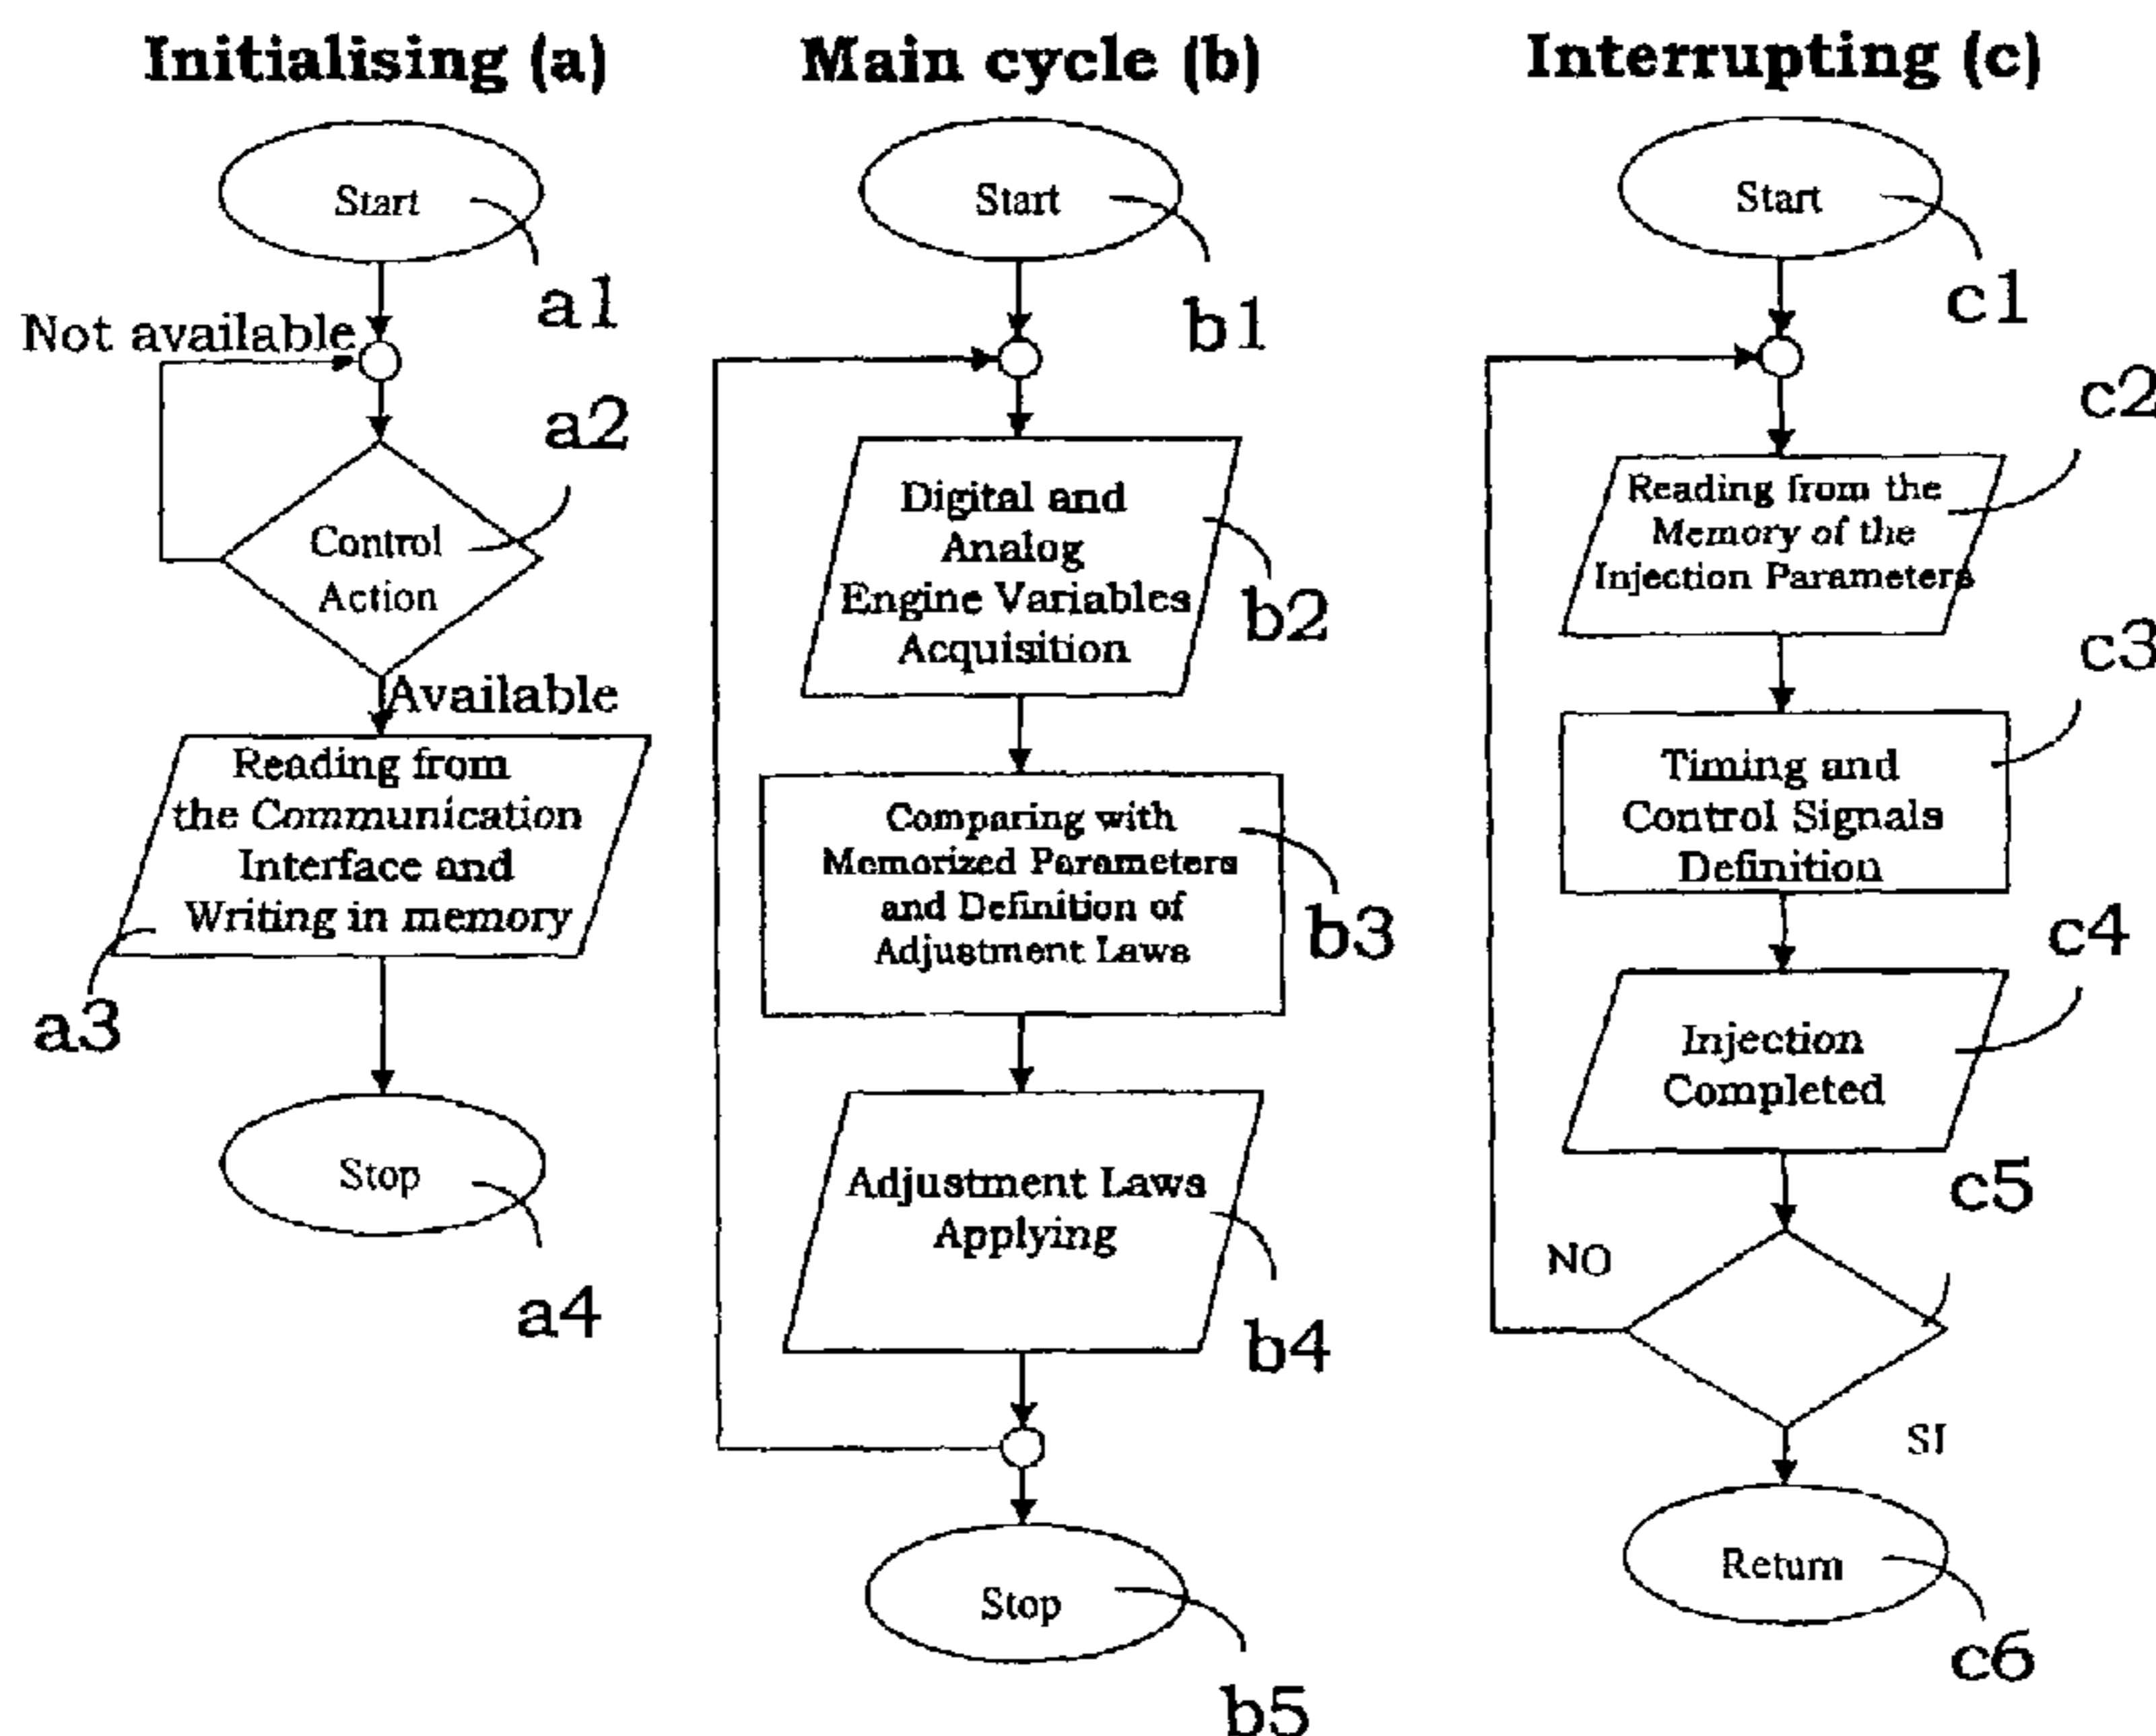 Initialising (a)
Start
a1
Not available
a2
Control
Action
Available
Reading from
the Communication
Interface and
Writing in memory
a3
Stop
a4
Main cycle (b)
Start
b1
Digital and
Analog
Engine Variables
Acquisition
b2
Comparing with
Memorized Parameters
and Definition of
Adjustment Laws
b3
Adjustment Laws
Applying
b4
Stop
b5
Interrupting (c)
Start
c1
c2
Reading from the
Memory of the
Injection Parameters
c3
Timing and
Control Signals
Definition
c4
Injection
Completed
c5
NO
SI
Return
c6